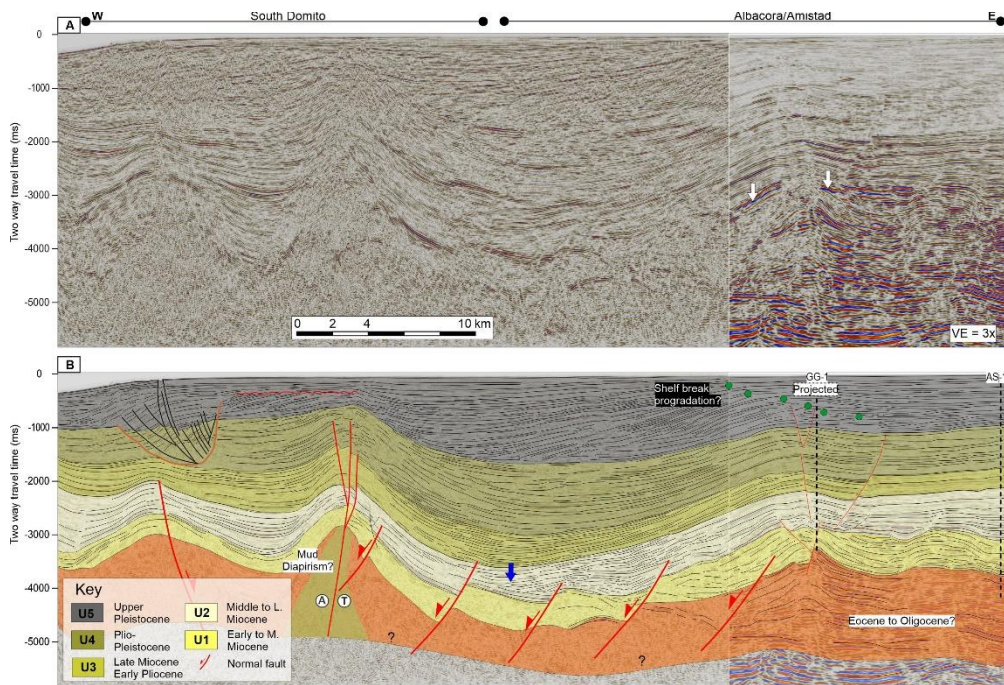 South Domito
Albacora/Amistad
A
W
E
0
-1000
-2000
-3000
-4000
-5000
Two way travel time (ms)
0 2 4 10 km
VE = 3x
B
0
-1000
-2000
-3000
-4000
-5000
Two way travel time (ms)
Shelf break
progradation?
GG-1
Projected
AS-1
Mud
Diapirism?
A
T
?
?
Eocene to Oligocene?
Key
U5
Upper
Pleistocene
U2
Middle to L.
Miocene
U4
Plio-
Pleistocene
U1
Early to M.
Miocene
U3
Late Miocene
Early Pliocene
Normal fault